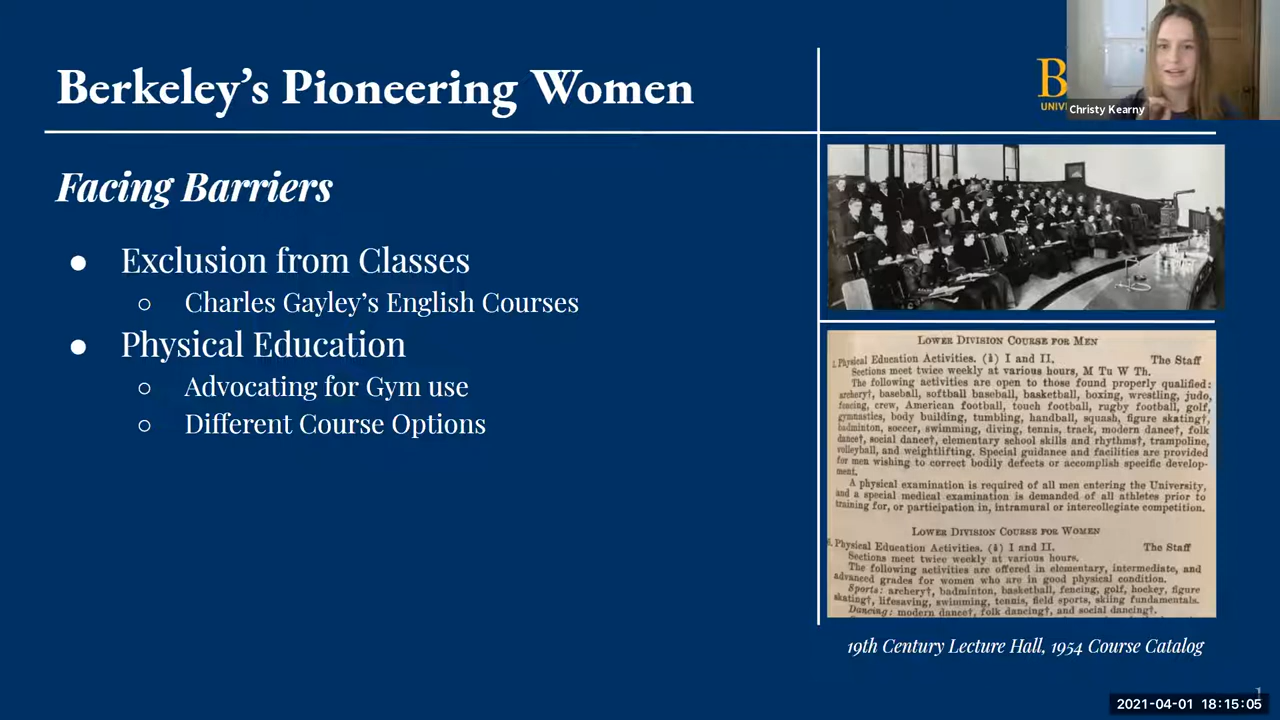 Berkeley's Pioneering Women
B
UNIV
Christy Kearny
Facing Barriers
● Exclusion from Classes
○ Charles Gayley's English Courses
● Physical Education
○ Advocating for Gym use
○ Different Course Options
Lower Division Course for Men
Physical Education Activities. (½) I and II. The Staff
Sections meet twice weekly at various hours, M Tu W Th.
The following activities are open to those found properly qualified:
archery†, baseball, softball baseball, basketball, boxing, wrestling, judo,
fencing, crew, American football, touch football, rugby football, golf,
gymnastics, body building, tumbling, handball, squash, figure skating†,
badminton, soccer, swimming, diving, tennis, track, modern dance†, folk
dance†, social dance†, elementary school skills and rhythms†, trampoline,
volleyball, and weightlifting. Special guidance and facilities are provided
for men wishing to correct bodily defects or accomplish specific develop-
ment.
A physical examination is required of all men entering the University,
and a special medical examination is demanded of all athletes prior to
training for, or participation in, intramural or intercollegiate competition.
Lower Division Course for Women
Physical Education Activities. (½) I and II. The Staff
Sections meet twice weekly at various hours.
The following activities are offered in elementary, intermediate, and
advanced grades for women who are in good physical condition.
Sports: archery†, badminton, basketball, fencing, golf, hockey, figure
skating†, lifesaving, swimming, tennis, field sports, skiing fundamentals.
Dancing: modern dance†, folk dancing†, and social dancing†.
19th Century Lecture Hall, 1954 Course Catalog
1
2021-04-01 18:15:05